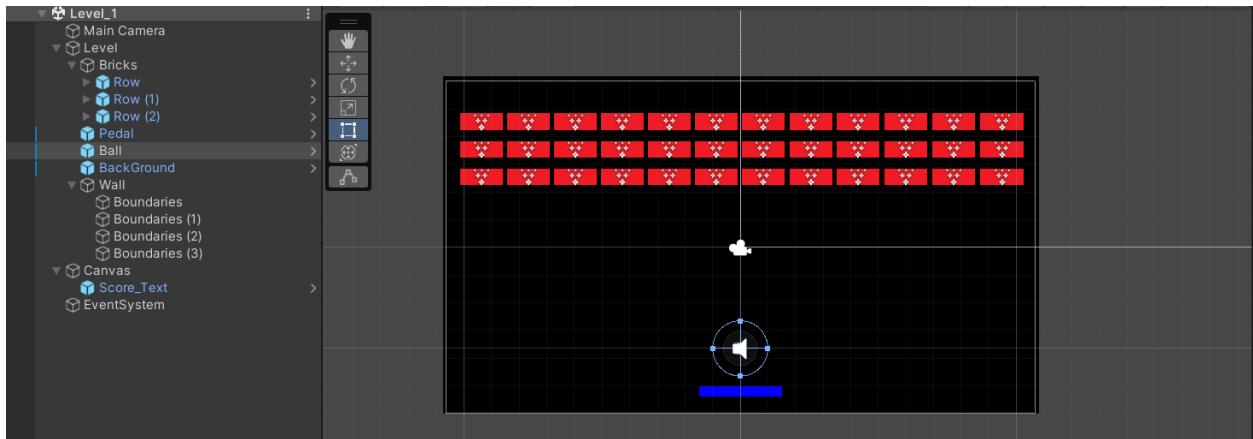 Level_1
Main Camera
Level
Bricks
Row
Row (1)
Row (2)
Pedal
Ball
BackGround
Wall
Boundaries
Boundaries (1)
Boundaries (2)
Boundaries (3)
Canvas
Score_Text
EventSystem